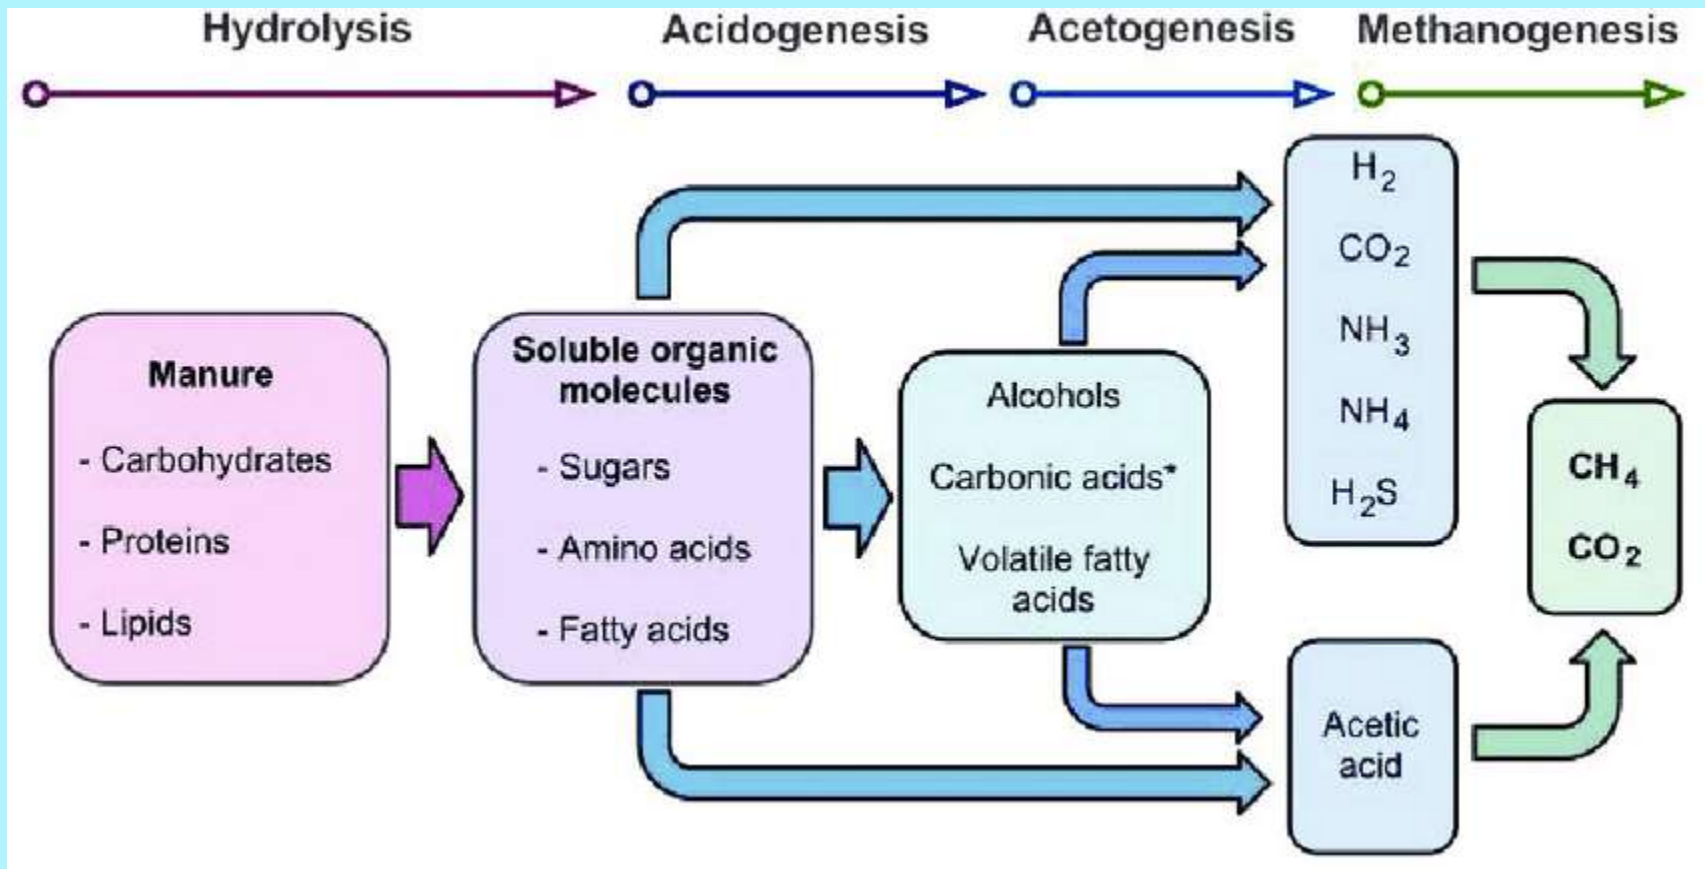 Hydrolysis
Acidogenesis
Acetogenesis
Methanogenesis
Manure
- Carbohydrates
- Proteins
- Lipids
Soluble organic
molecules
- Sugars
- Amino acids
- Fatty acids
Alcohols
Carbonic acids*
Volatile fatty
acids
H₂
CO₂
NH₃
NH₄
H₂S
Acetic
acid
CH₄
CO₂